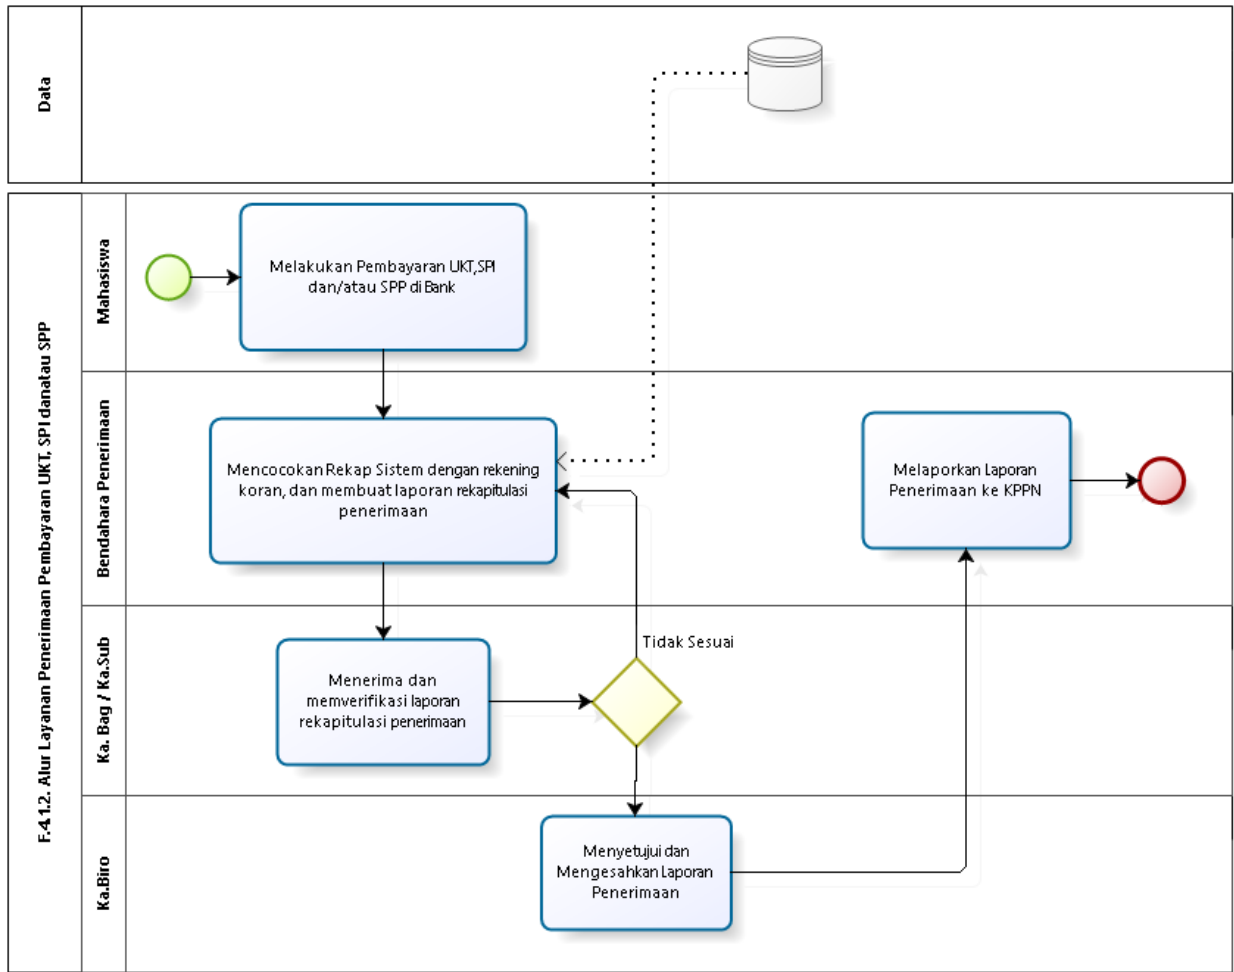 Data
F.4.1.2. Alur Layanan Penerimaan Pembayaran UKT, SPI danatau SPP
Mahasiswa
Melakukan Pembayaran UKT,SPI
dan/atau SPP di Bank
Bendahara Penerimaan
Mencocokan Rekap Sistem dengan rekening
koran, dan membuat laporan rekapitulasi
penerimaan
Melaporkan Laporan
Penerimaan ke KPPN
Ka. Bag / Ka.Sub
Menerima dan
memverifikasi laporan
rekapitulasi penerimaan
Tidak Sesuai
Ka.Biro
Menyetujui dan
Mengesahkan Laporan
Penerimaan